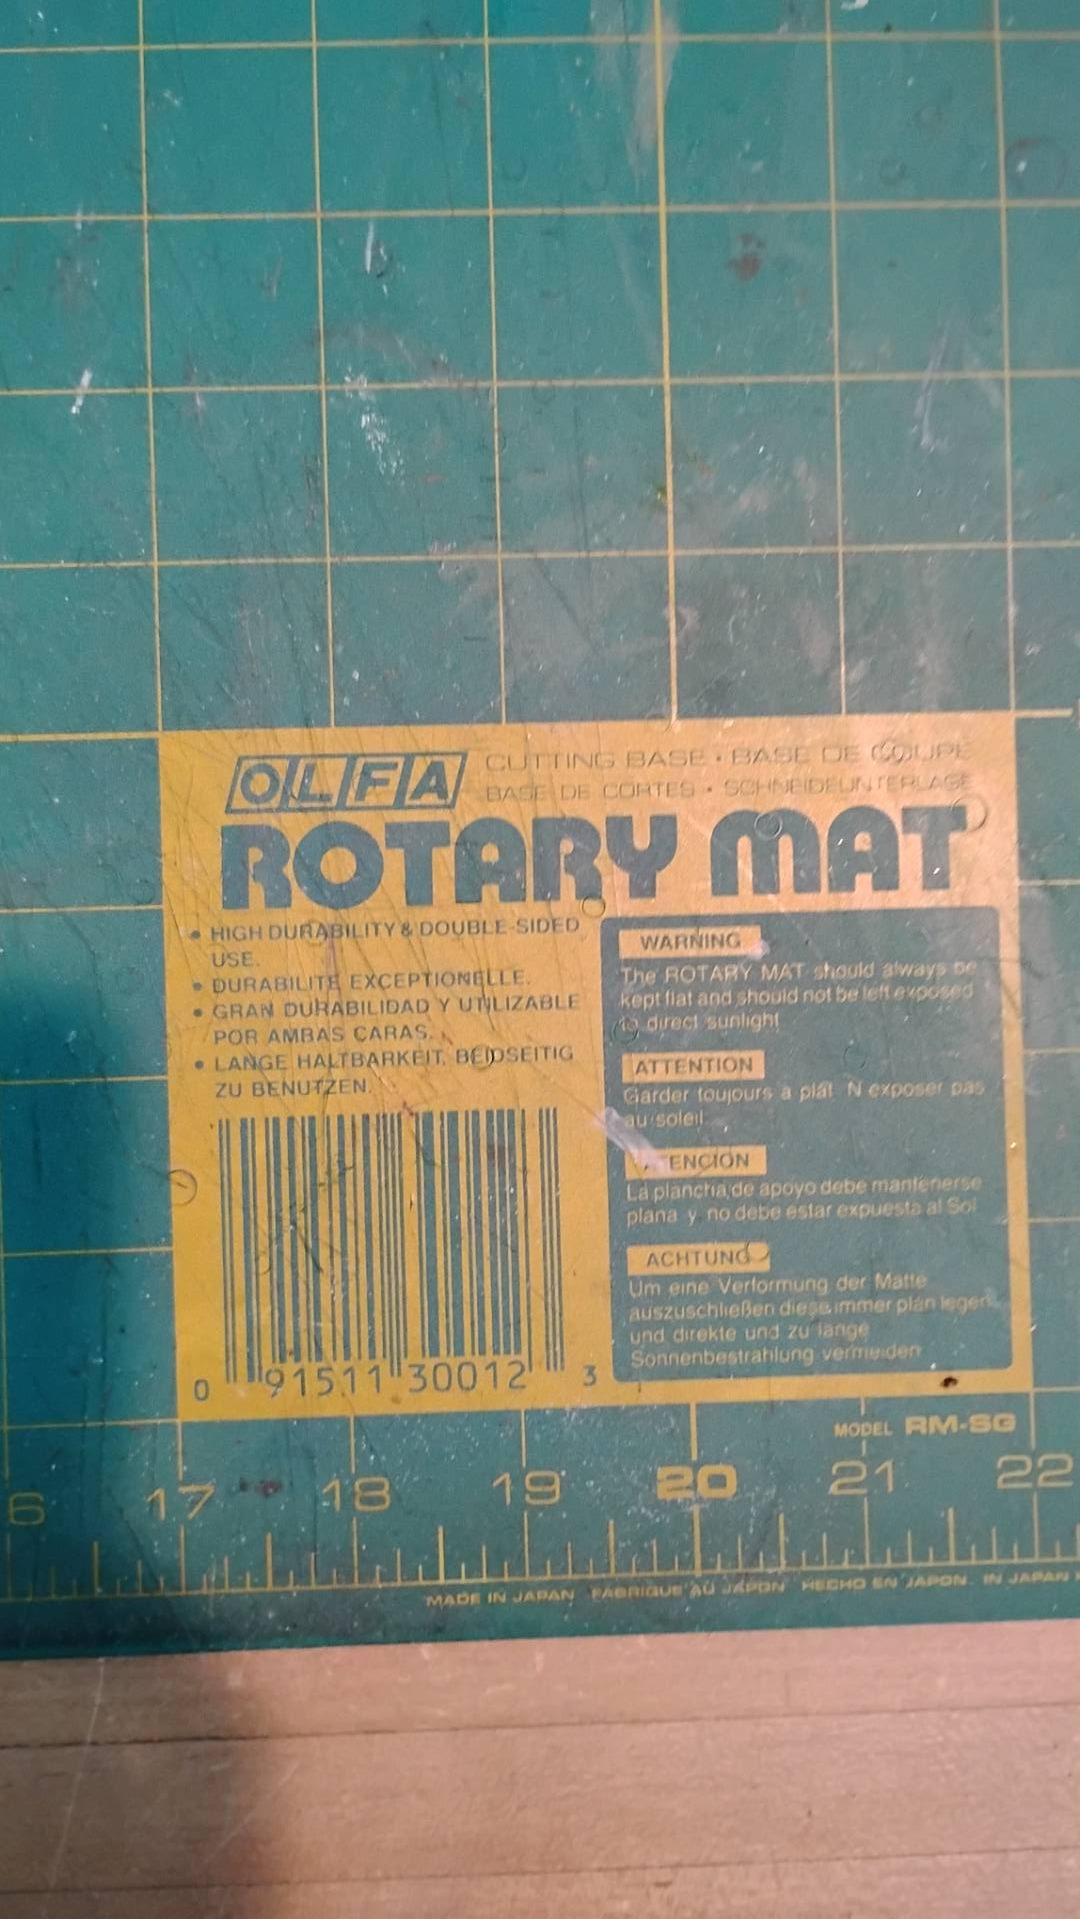 OLFA
CUTTING BASE • BASE DE COUPE
BASE DE CORTES • SCHNEIDEUNTERLAGE
ROTARY MAT
• HIGH DURABILITY & DOUBLE-SIDED
USE.
• DURABILITE EXCEPTIONELLE.
• GRAN DURABILIDAD Y UTILIZABLE
POR AMBAS CARAS.
• LANGE HALTBARKEIT. BEIDSEITIG
ZU BENUTZEN.
0 91511 30012 3
WARNING
The ROTARY MAT should always be
kept flat and should not be left exposed
to direct sunlight
ATTENTION
Garder toujours a plat N exposer pas
au soleil
ENCION
La plancha de apoyo debe mantenerse
plana y no debe estar expuesta al Sol
ACHTUNG
Um eine Verformung der Matte
auszuschließen diese immer plan legen
und direkte und zu lange
Sonnenbestrahlung vermeiden
MODEL RM-SG
6 17 18 19 20 21 22
MADE IN JAPAN FABRIQUE AU JAPON HECHO EN JAPON. IN JAPAN